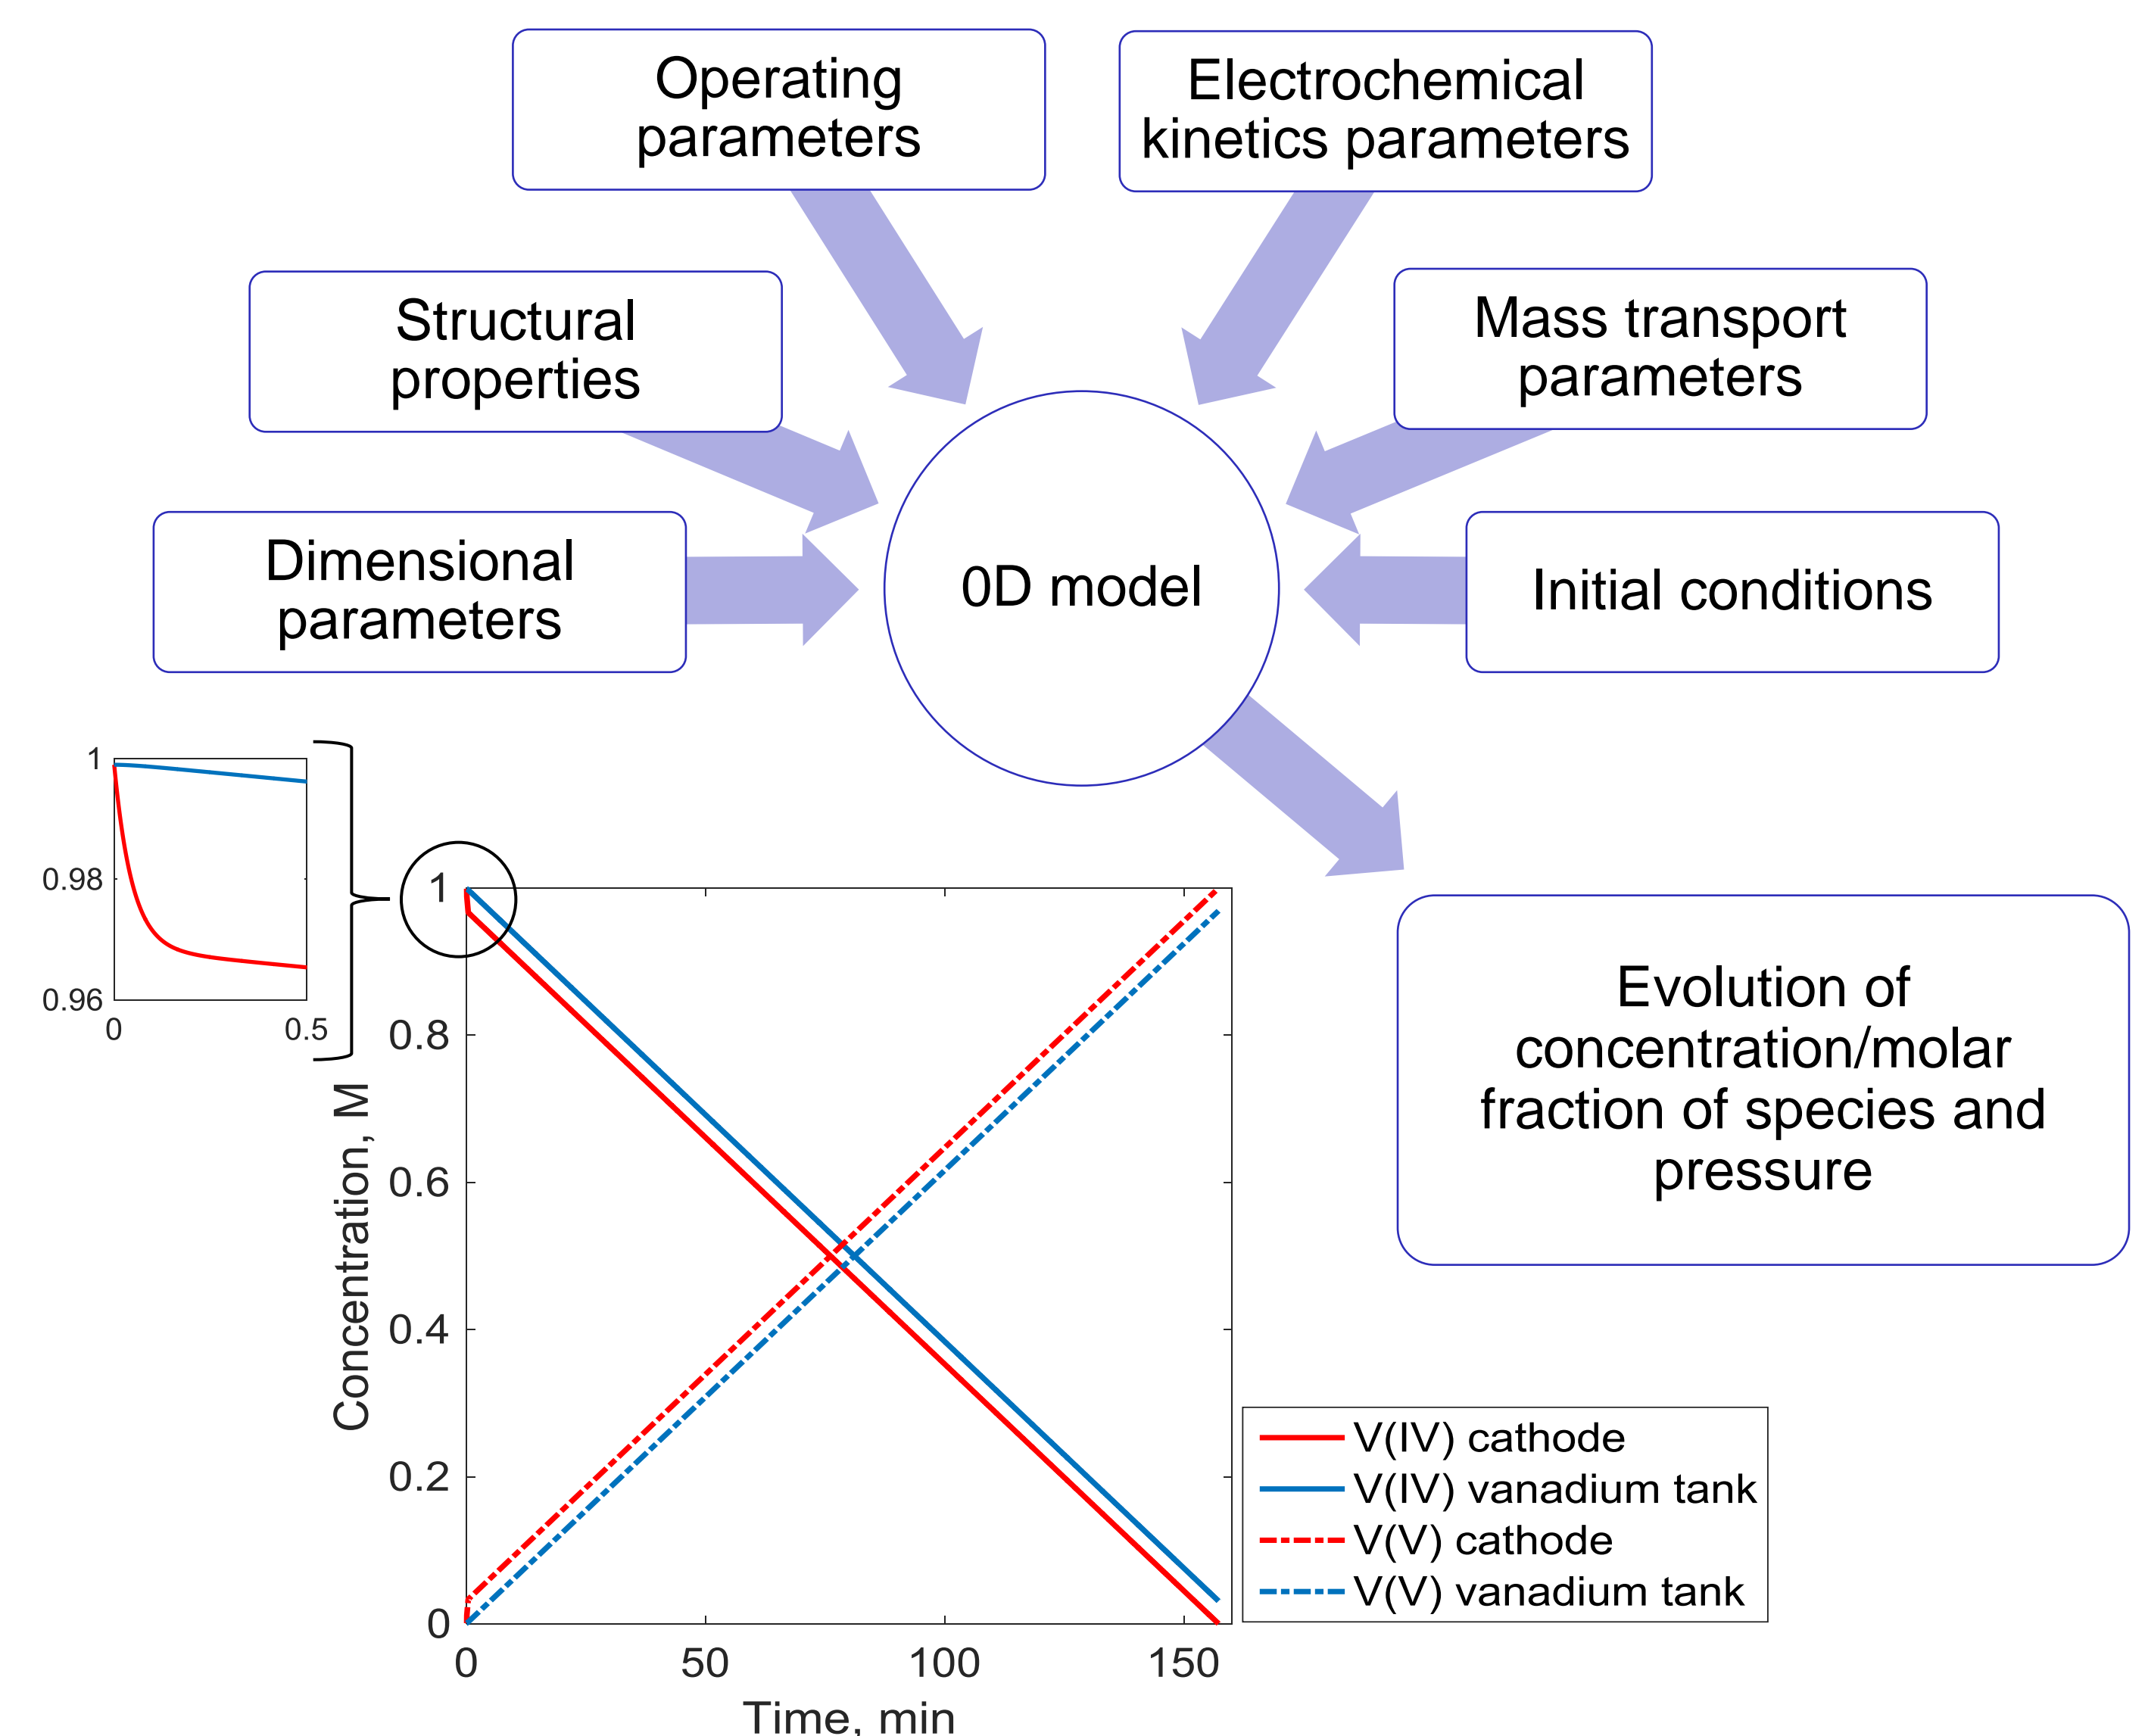 Operating
parameters
Electrochemical
kinetics parameters
Structural
properties
Mass transport
parameters
Dimensional
parameters
0D model
Initial conditions
1
0.98
0.96
0
0.5
1
0.8
0.6
0.4
0.2
0
Concentration, M
0
50
100
150
Time, min
Evolution of
concentration/molar
fraction of species and
pressure
V(IV) cathode
V(IV) vanadium tank
V(V) cathode
V(V) vanadium tank